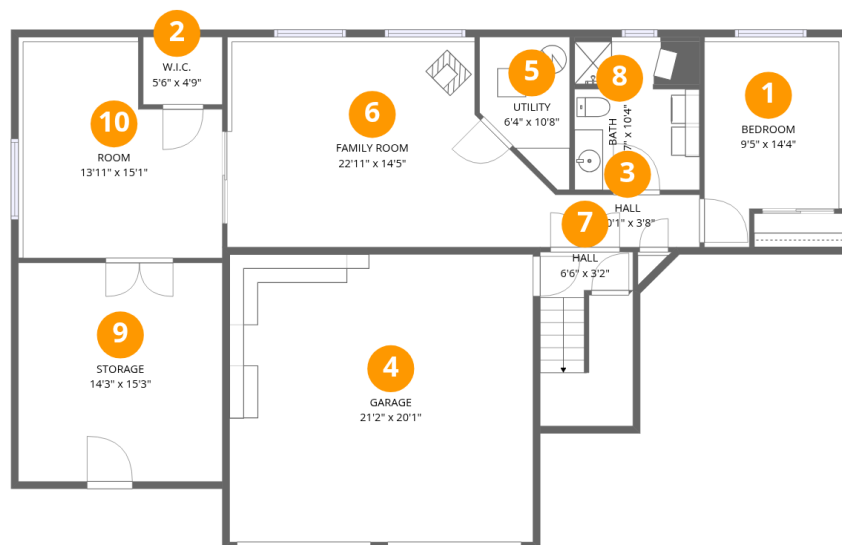 2
W.I.C.
5'6" x 4'9"
10
ROOM
13'11" x 15'1"
6
FAMILY ROOM
22'11" x 14'5"
5
UTILITY
6'4" x 10'8"
8
BATH
1
BEDROOM
9'5" x 14'4"
3
HALL
x 3'8"
7
HALL
6'6" x 3'2"
9
STORAGE
14'3" x 15'3"
4
GARAGE
21'2" x 20'1"